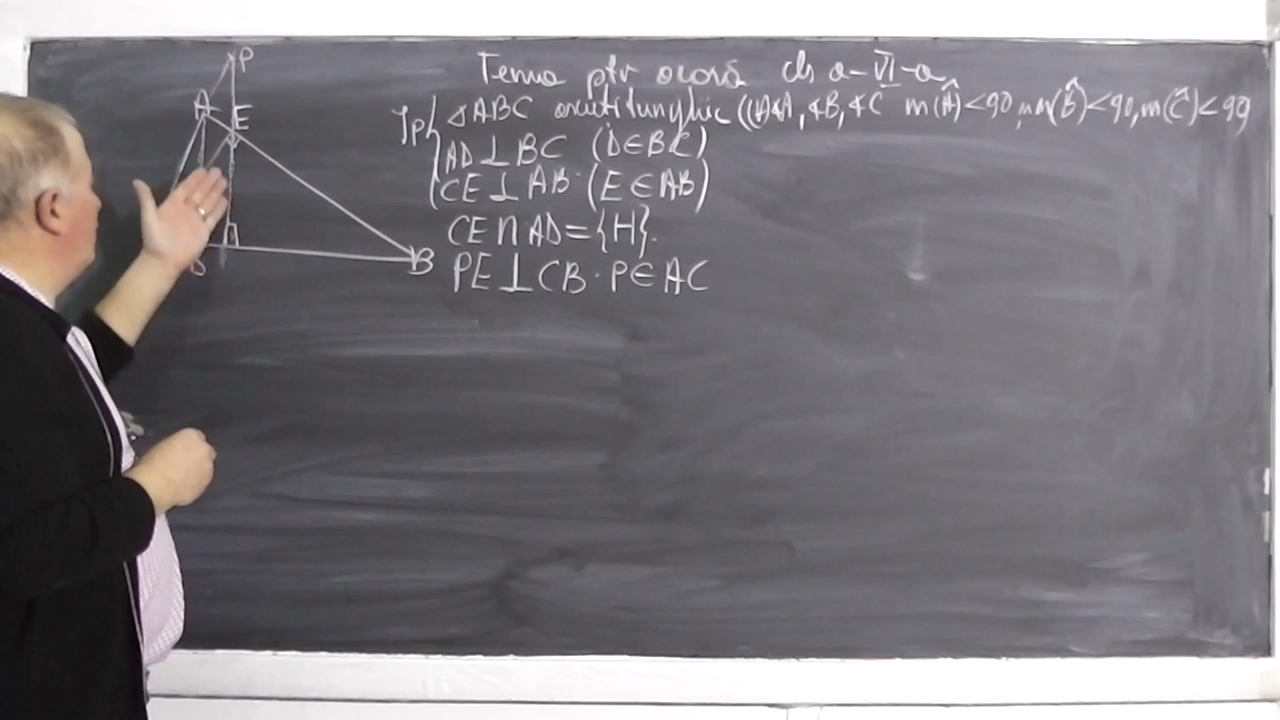 Tema ptr acasă cls a-VI-a
P
A
E
D
B
Ip { ∢ABC ascuțitunghic ((∢A, ∢B, ∢C m(Â)<90, m(B̂)<90, m(Ĉ)<90
AD⊥BC (D∈BC)
CE⊥AB·(E∈AB)
CE∩AD={H}.
PE⊥CB·P∈AC